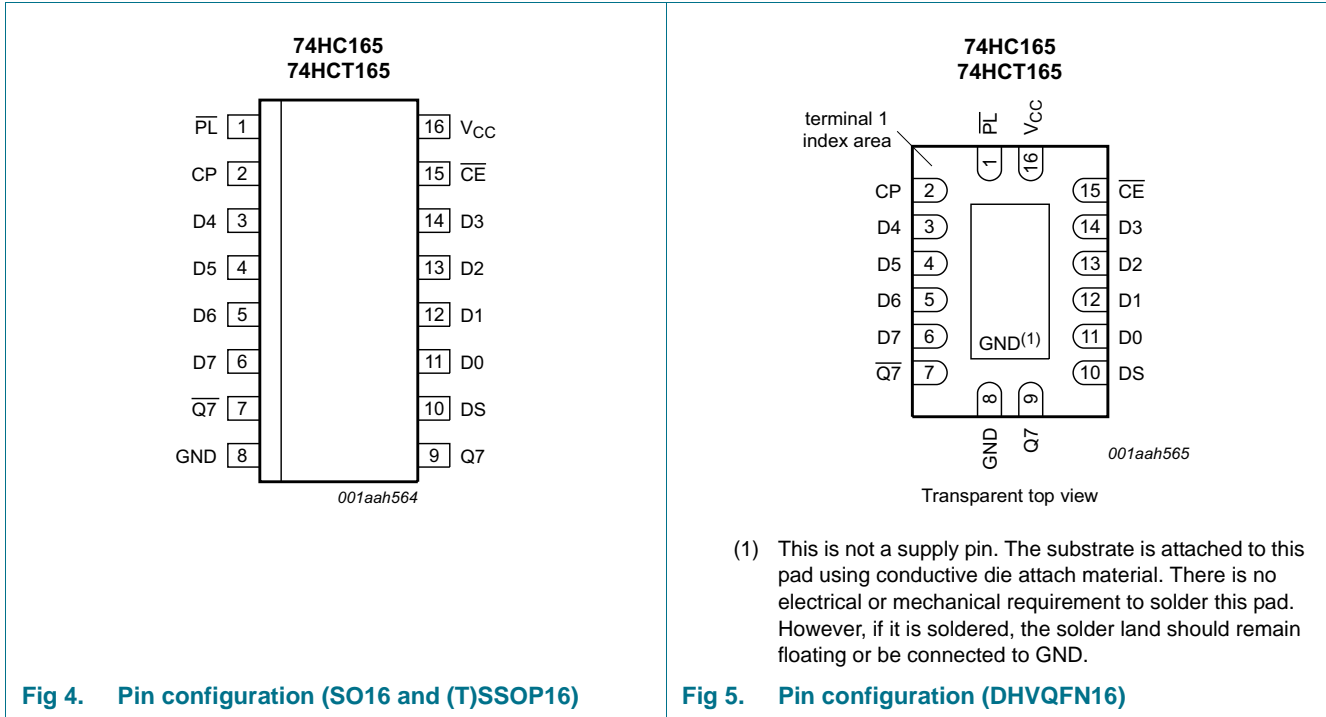 74HC165
74HCT165
PL 1
16 VCC
CP 2
15 CE
D4 3
14 D3
D5 4
13 D2
D6 5
12 D1
D7 6
11 D0
Q7 7
10 DS
GND 8
9 Q7
001aah564
Fig 4. Pin configuration (SO16 and (T)SSOP16)
74HC165
74HCT165
terminal 1
index area
PL
VCC
1
16
CP 2
15 CE
D4 3
14 D3
D5 4
13 D2
D6 5
12 D1
D7 6
GND(1)
11 D0
Q7 7
10 DS
8
9
GND
Q7
001aah565
Transparent top view
(1) This is not a supply pin. The substrate is attached to this
pad using conductive die attach material. There is no
electrical or mechanical requirement to solder this pad.
However, if it is soldered, the solder land should remain
floating or be connected to GND.
Fig 5. Pin configuration (DHVQFN16)